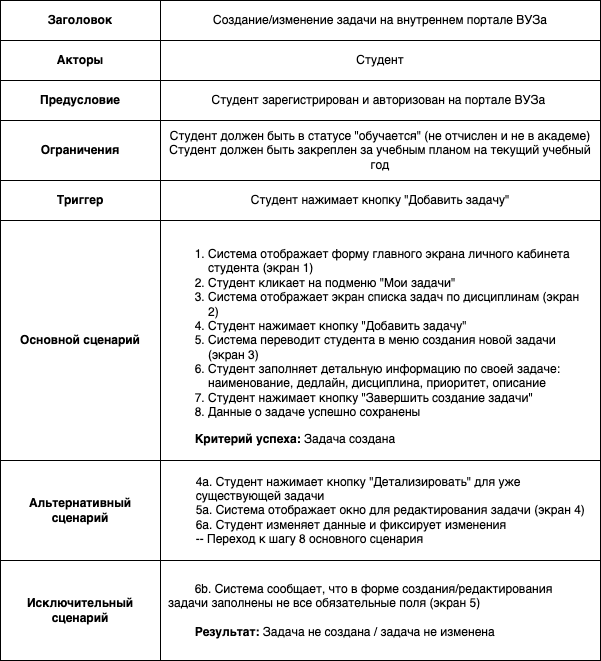 Заголовок
Создание/изменение задачи на внутреннем портале ВУЗа
Акторы
Студент
Предусловие
Студент зарегистрирован и авторизован на портале ВУЗа
Ограничения
Студент должен быть в статусе "обучается" (не отчислен и не в академе)
Студент должен быть закреплен за учебным планом на текущий учебный
год
Триггер
Студент нажимает кнопку "Добавить задачу"
Основной сценарий
1. Система отображает форму главного экрана личного кабинета
студента (экран 1)
2. Студент кликает на подменю "Мои задачи"
3. Система отображает экран списка задач по дисциплинам (экран
2)
4. Студент нажимает кнопку "Добавить задачу"
5. Система переводит студента в меню создания новой задачи
(экран 3)
6. Студент заполняет детальную информацию по своей задаче:
наименование, дедлайн, дисциплина, приоритет, описание
7. Студент нажимает кнопку "Завершить создание задачи"
8. Данные о задаче успешно сохранены
Критерий успеха: Задача создана
Альтернативный
сценарий
4a. Студент нажимает кнопку "Детализировать" для уже
существующей задачи
5a. Система отображает окно для редактирования задачи (экран 4)
6a. Студент изменяет данные и фиксирует изменения
-- Переход к шагу 8 основного сценария
Исключительный
сценарий
6b. Система сообщает, что в форме создания/редактирования
задачи заполнены не все обязательные поля (экран 5)
Результат: Задача не создана / задача не изменена